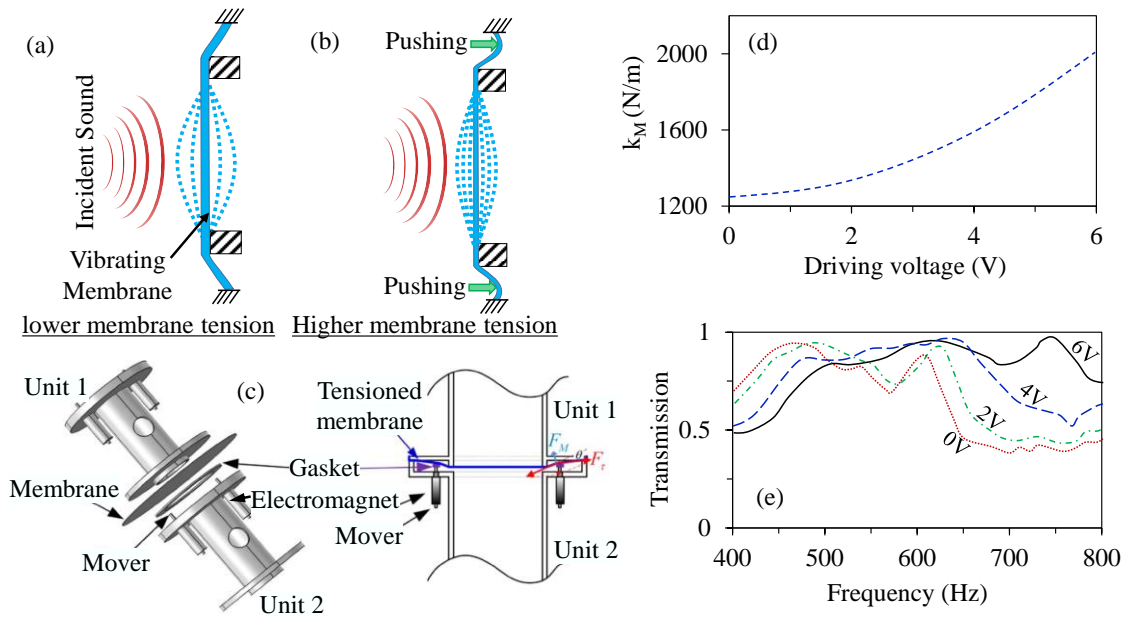 (a)
Incident Sound
Vibrating
Membrane
lower membrane tension
(b)
Pushing
Pushing
Higher membrane tension
(c)
Unit 1
Membrane
Mover
Unit 2
Gasket
Electromagnet
Mover
Tensioned
membrane
Unit 1
F_M
θ
F_τ
Unit 2
(d)
k_M (N/m)
2000
1600
1200
0
2
4
6
Driving voltage (V)
(e)
Transmission
1
0.5
0
6V
4V
2V
0V
400
500
600
700
800
Frequency (Hz)